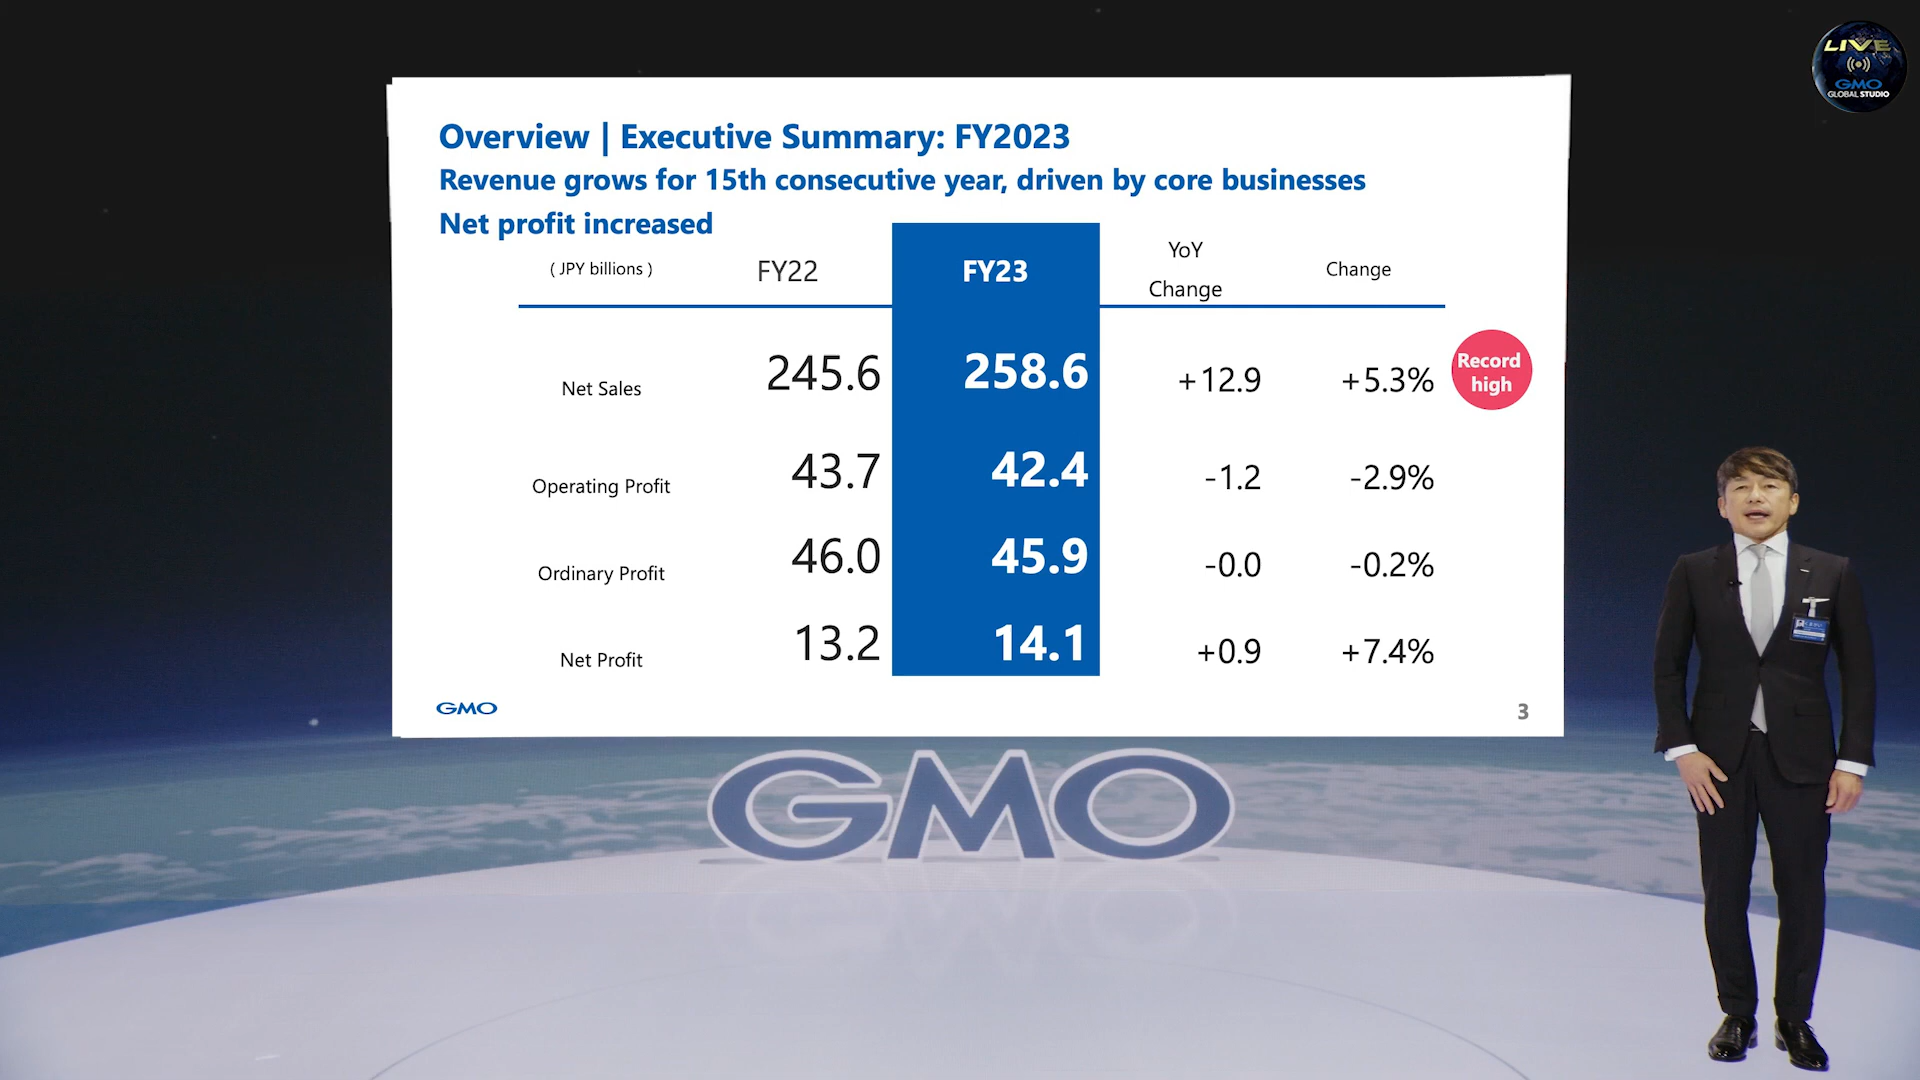 LIVE
GMO
GLOBAL STUDIO
Overview | Executive Summary: FY2023
Revenue grows for 15th consecutive year, driven by core businesses
Net profit increased
( JPY billions ) FY22 FY23 YoY Change Change
Net Sales 245.6 258.6 +12.9 +5.3% Record high
Operating Profit 43.7 42.4 -1.2 -2.9%
Ordinary Profit 46.0 45.9 -0.0 -0.2%
Net Profit 13.2 14.1 +0.9 +7.4%
GMO 3
GMO